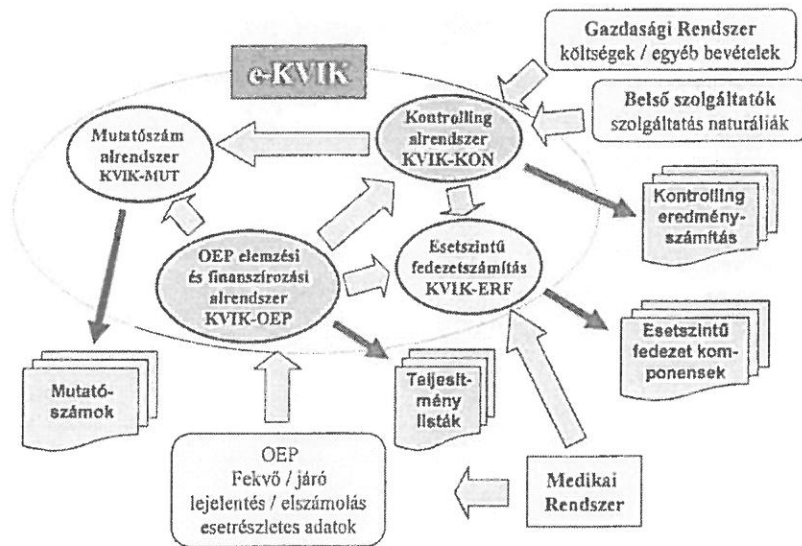 Gazdasági Rendszer
költségek / egyéb bevételek
e-KVIK
Belső szolgáltatók
szolgáltatás naturáliák
Mutatószám
alrendszer
KVIK-MUT
Kontrolling
alrendszer
KVIK-KON
Kontrolling
eredmény-
számítás
OEP elemzési
és finanszírozási
alrendszer
KVIK-OEP
Esetszintű
fedezetszámítás
KVIK-ERF
Esetszintű
fedezet kom-
ponensek
Mutató-
számok
Teljesít-
mény
listák
OEP
Fekvő / járó
lejelentés / elszámolás
esetrészletes adatok
Medikai
Rendszer